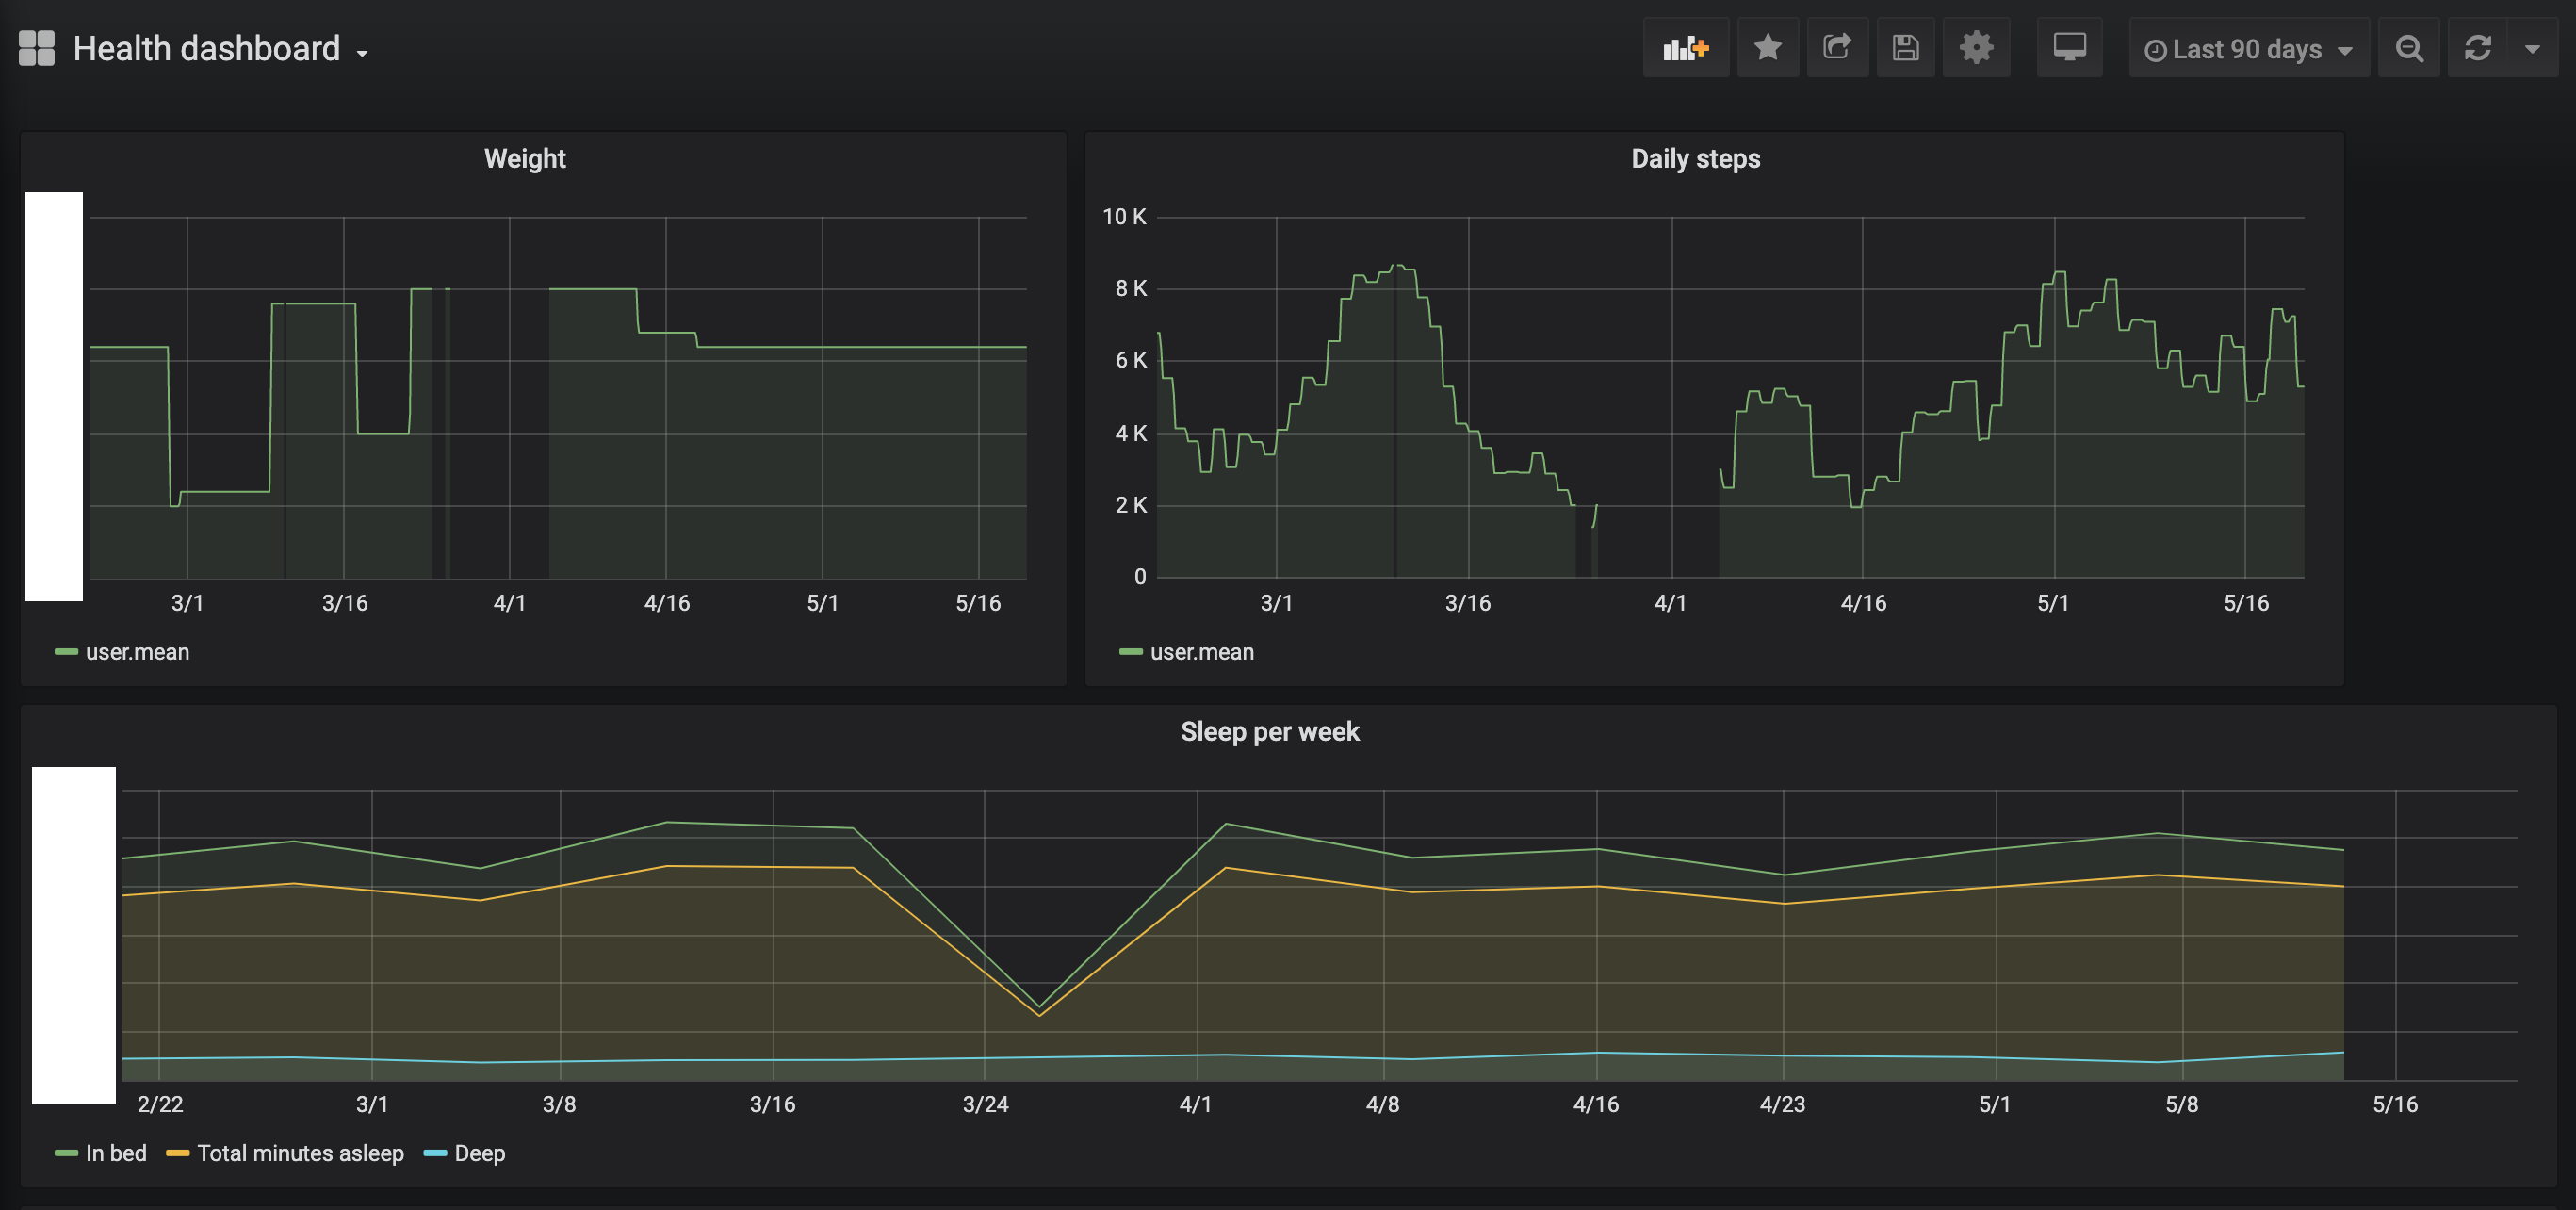 Health dashboard
Last 90 days
Weight
3/1 3/16 4/1 4/16 5/1 5/16
user.mean
Daily steps
10 K
8 K
6 K
4 K
2 K
0
3/1 3/16 4/1 4/16 5/1 5/16
user.mean
Sleep per week
2/22 3/1 3/8 3/16 3/24 4/1 4/8 4/16 4/23 5/1 5/8 5/16
In bed Total minutes asleep Deep